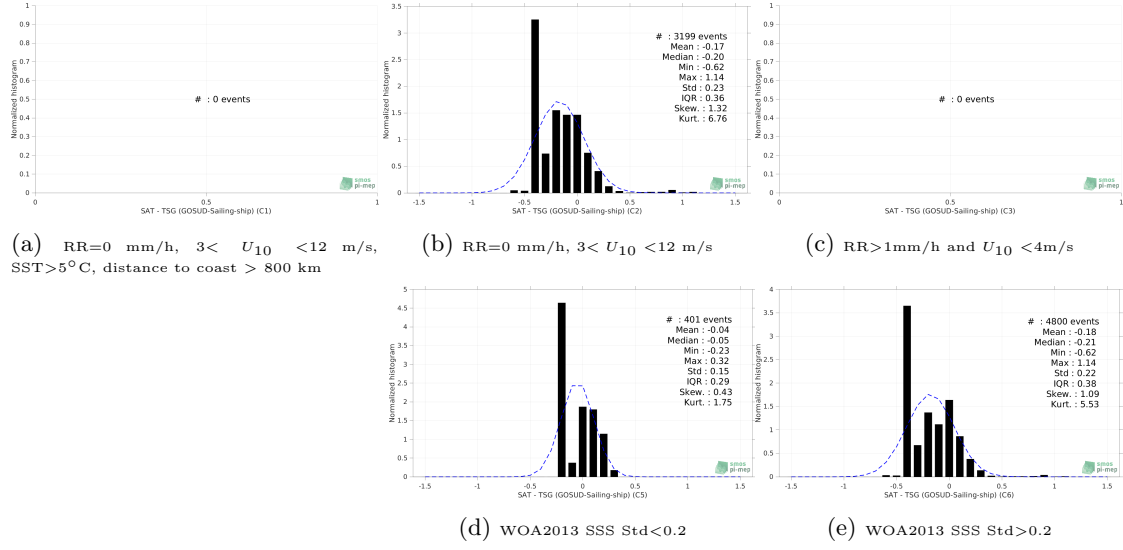 1
0.9
0.8
0.7
0.6
0.5
0.4
0.3
0.2
0.1
0
Normalized histogram
# : 0 events
smos
pi-mep
0 0.5 1
SAT - TSG (GOSUD-Sailing-ship) (C1)
(a) RR=0 mm/h, 3< U10 <12 m/s,
SST>5°C, distance to coast > 800 km
3.5
3
2.5
2
1.5
1
0.5
0
Normalized histogram
# : 3199 events
Mean : -0.17
Median : -0.20
Min : -0.62
Max : 1.14
Std : 0.23
IQR : 0.36
Skew. : 1.32
Kurt. : 6.76
smos
pi-mep
-1.5 -1 -0.5 0 0.5 1 1.5
SAT - TSG (GOSUD-Sailing-ship) (C2)
(b) RR=0 mm/h, 3< U10 <12 m/s
1
0.9
0.8
0.7
0.6
0.5
0.4
0.3
0.2
0.1
0
Normalized histogram
# : 0 events
smos
pi-mep
0 0.5 1
SAT - TSG (GOSUD-Sailing-ship) (C3)
(c) RR>1mm/h and U10 <4m/s
5
4.5
4
3.5
3
2.5
2
1.5
1
0.5
0
Normalized histogram
# : 401 events
Mean : -0.04
Median : -0.05
Min : -0.23
Max : 0.32
Std : 0.15
IQR : 0.29
Skew. : 0.43
Kurt. : 1.75
smos
pi-mep
-1.5 -1 -0.5 0 0.5 1 1.5
SAT - TSG (GOSUD-Sailing-ship) (C5)
(d) WOA2013 SSS Std<0.2
4
3.5
3
2.5
2
1.5
1
0.5
0
Normalized histogram
# : 4800 events
Mean : -0.18
Median : -0.21
Min : -0.62
Max : 1.14
Std : 0.22
IQR : 0.38
Skew. : 1.09
Kurt. : 5.53
smos
pi-mep
-1.5 -1 -0.5 0 0.5 1 1.5
SAT - TSG (GOSUD-Sailing-ship) (C6)
(e) WOA2013 SSS Std>0.2